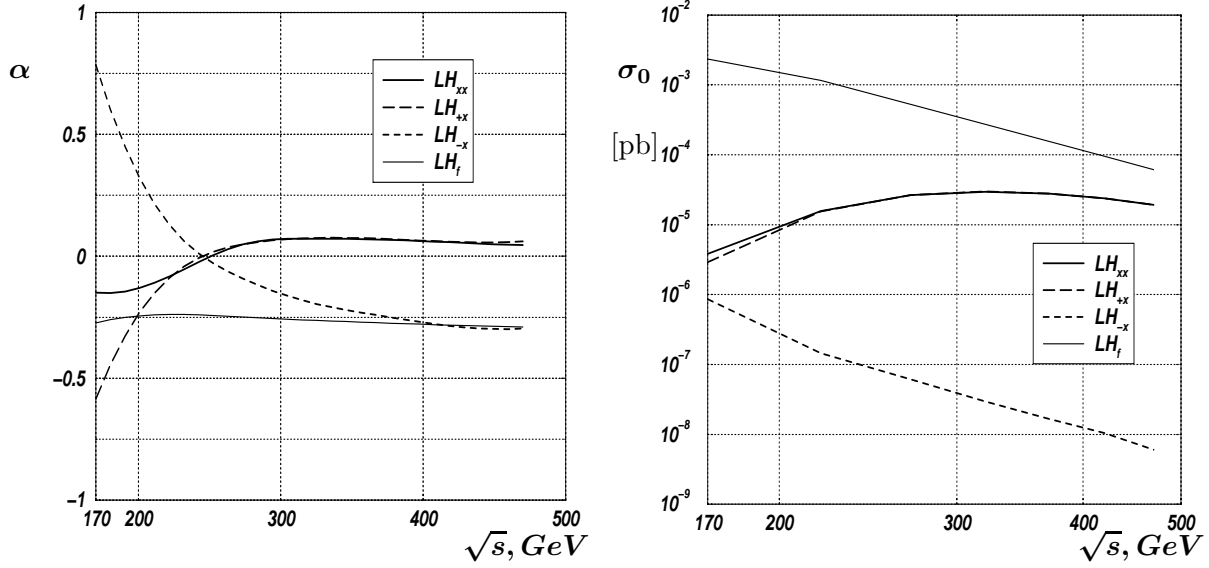 1
α
LH_xx
LH_+x
LH_−x
LH_f
0.5
0
−0.5
−1
170 200 300 400 500
√s, GeV
10^−2
σ_0
10^−3
[pb]
10^−4
10^−5
LH_xx
LH_+x
LH_−x
LH_f
10^−6
10^−7
10^−8
10^−9
170 200 300 400 500
√s, GeV